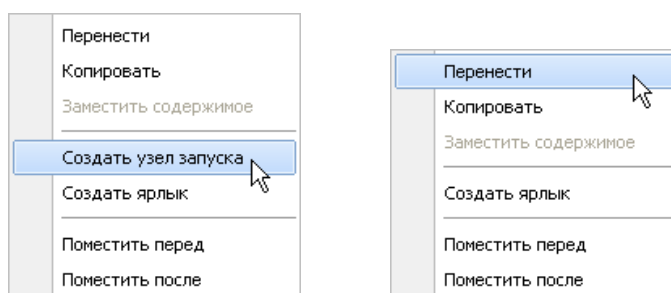 Перенести
Копировать
Заместить содержимое
Создать узел запуска
Создать ярлык
Поместить перед
Поместить после
Перенести
Копировать
Заместить содержимое
Создать ярлык
Поместить перед
Поместить после